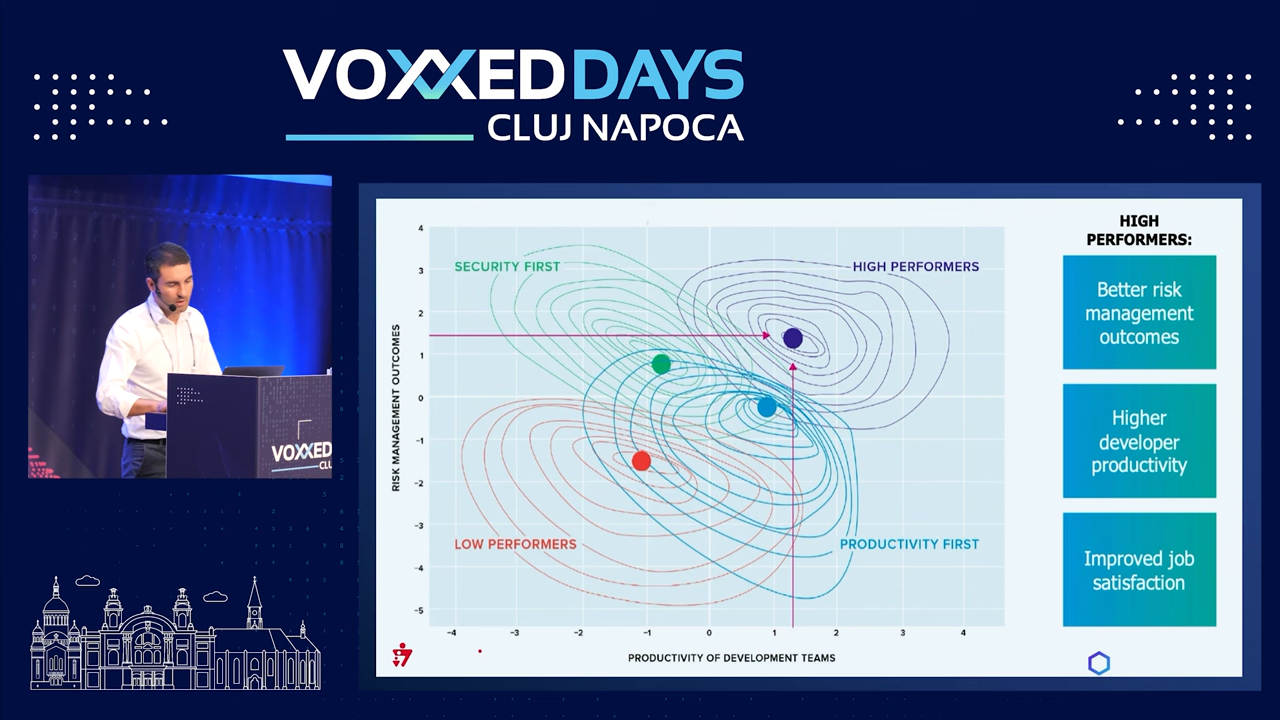 VOXXED DAYS
CLUJ NAPOCA
VOXXED
CLU
HIGH
PERFORMERS:
Better risk
management
outcomes
Higher
developer
productivity
Improved job
satisfaction
SECURITY FIRST
HIGH PERFORMERS
LOW PERFORMERS
PRODUCTIVITY FIRST
RISK MANAGEMENT OUTCOMES
4
3
2
1
0
−1
−2
−3
−4
−5
−4
−3
−2
−1
0
1
2
3
4
PRODUCTIVITY OF DEVELOPMENT TEAMS